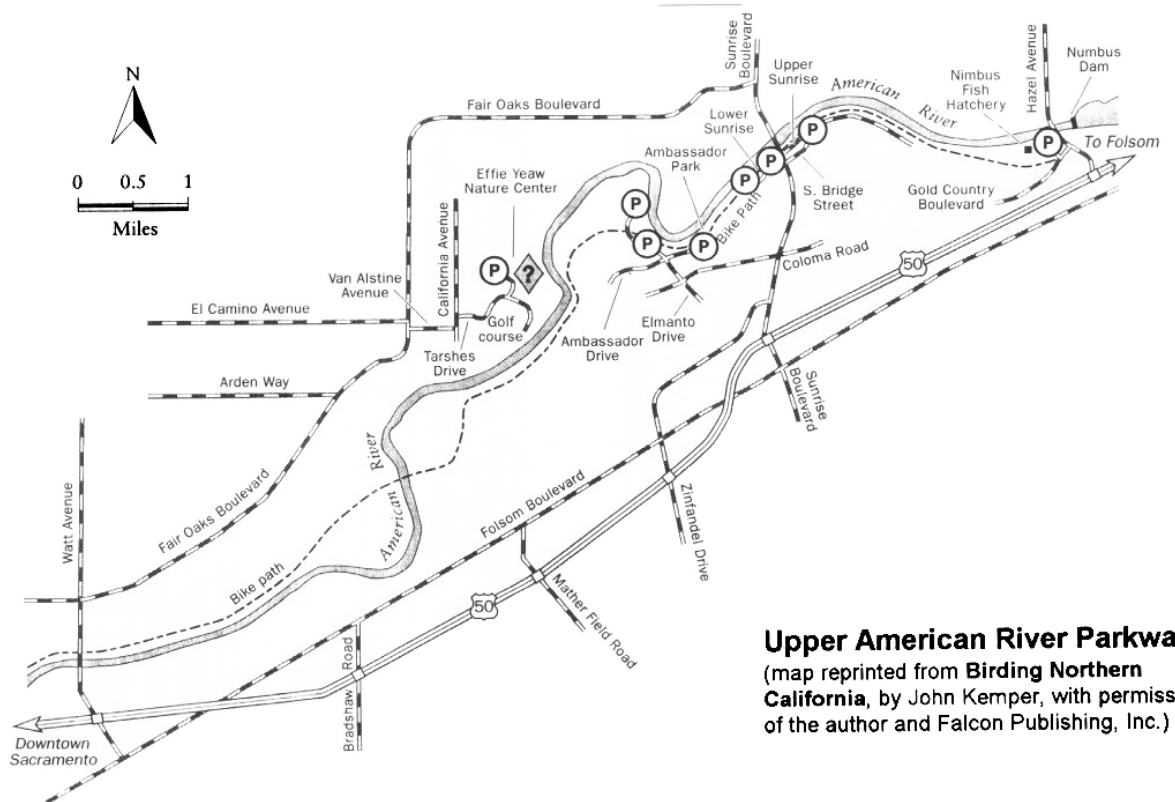 N
0 0.5 1
Miles
Fair Oaks Boulevard
Sunrise
Boulevard
Upper
Sunrise
American
River
Nimbus
Fish
Hatchery
Hazel Avenue
Numbus
Dam
Lower
Sunrise
P
P
P
P
To Folsom
Effie Yeaw
Nature Center
Ambassador
Park
S. Bridge
Street
Gold Country
Boulevard
P
P
P
Bike Path
California Avenue
P
?
Coloma Road
50
Van Alstine
Avenue
El Camino Avenue
Golf
course
Elmanto
Drive
Ambassador
Drive
Tarshes
Drive
Arden Way
Sunrise
Boulevard
American
River
Watt Avenue
Fair Oaks Boulevard
Folsom Boulevard
Zinfandel Drive
Bike path
50
Mather Field Road
Bradshaw
Road
Downtown
Sacramento
Upper American River Parkwa
(map reprinted from Birding Northern
California, by John Kemper, with permiss
of the author and Falcon Publishing, Inc.)